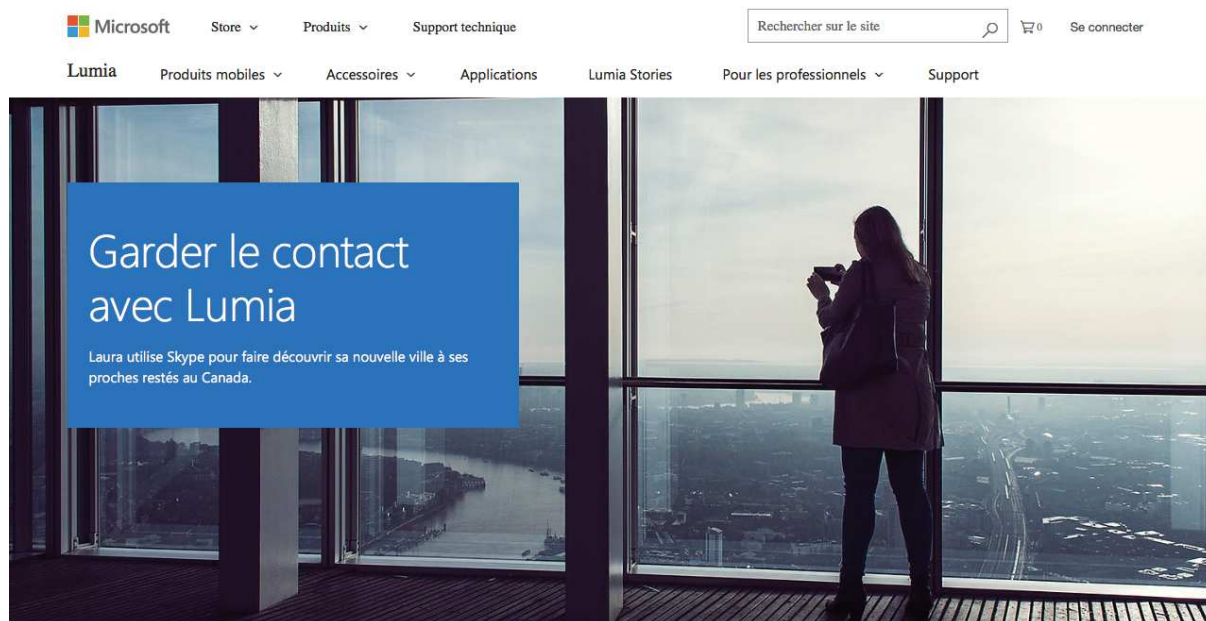 Microsoft Store Produits Support technique Rechercher sur le site 0 Se connecter
Lumia Produits mobiles Accessoires Applications Lumia Stories Pour les professionnels Support
Garder le contact
avec Lumia
Laura utilise Skype pour faire découvrir sa nouvelle ville à ses
proches restés au Canada.